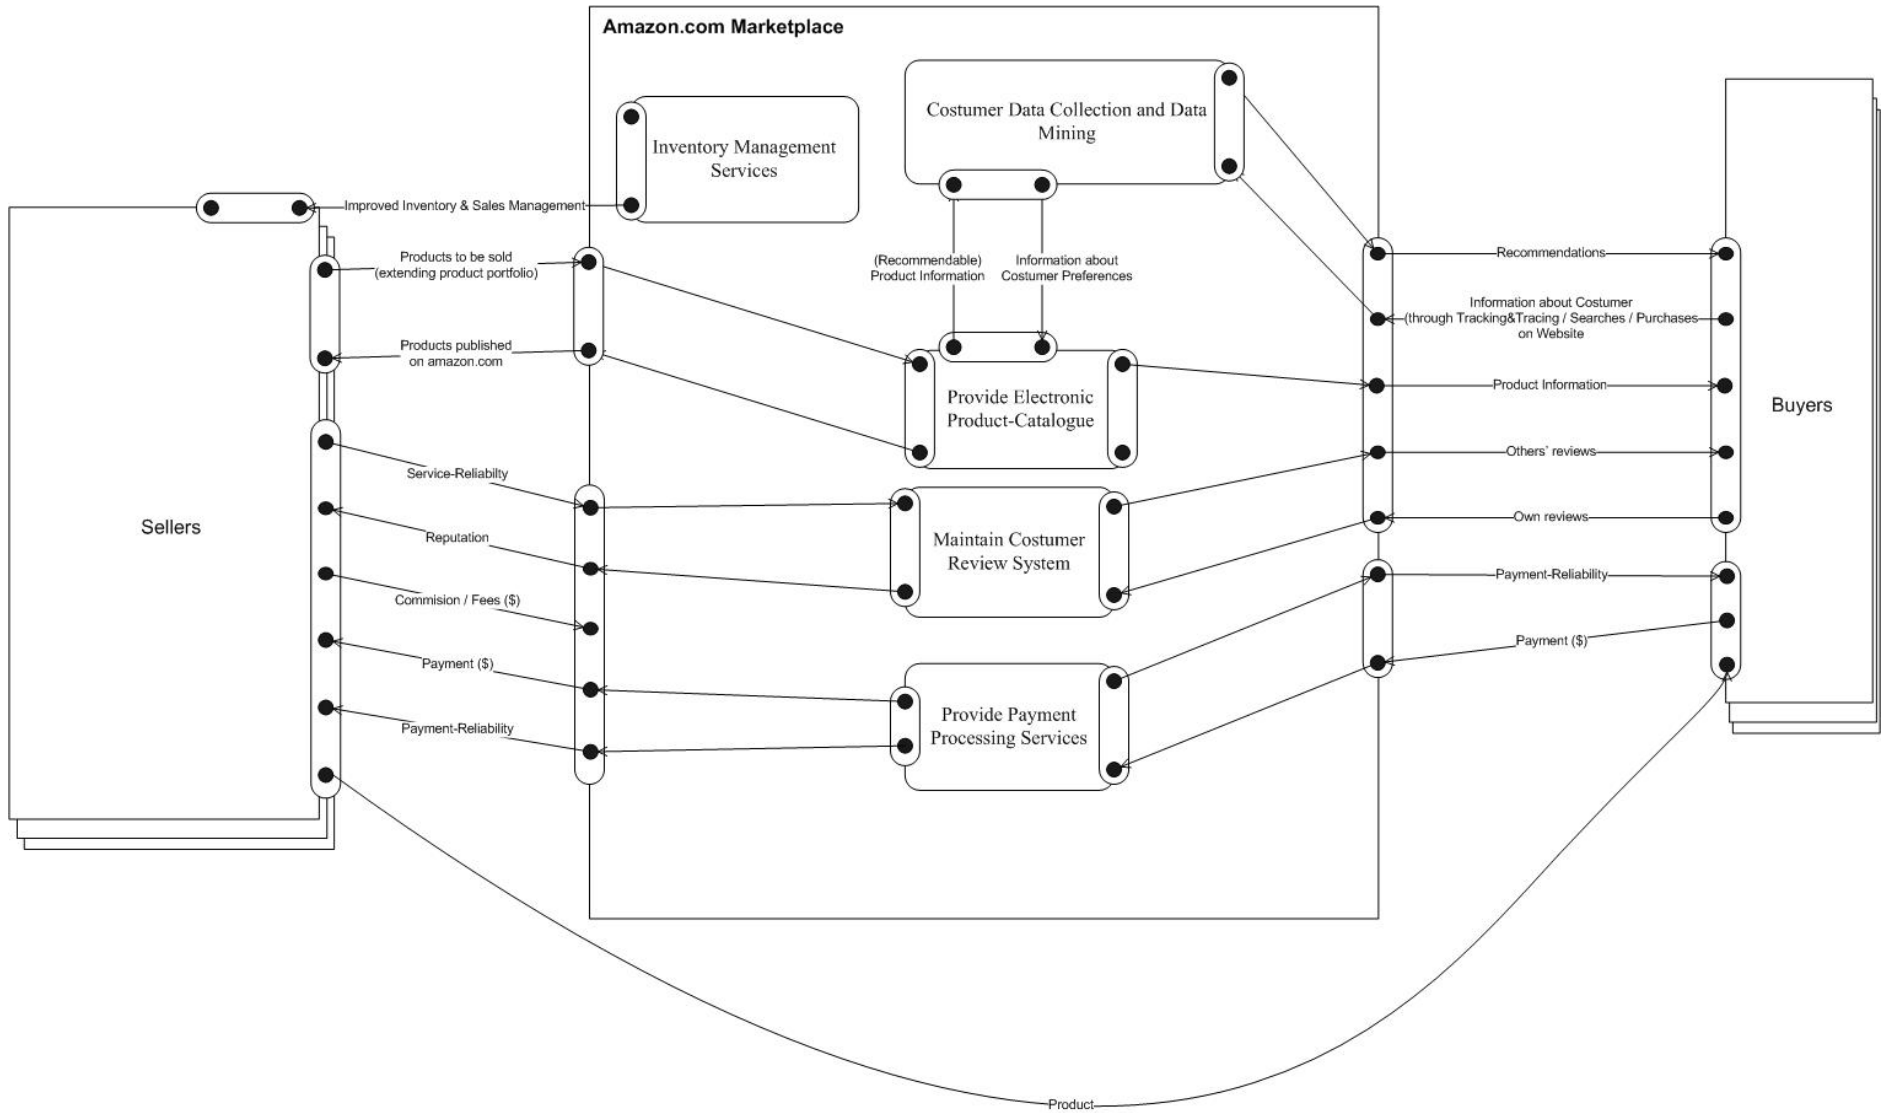 Amazon.com Marketplace
Costumer Data Collection and Data
Mining
Inventory Management
Services
Improved Inventory & Sales Management
Products to be sold
(extending product portfolio)
(Recommendable)
Product Information
Information about
Costumer Preferences
Recommendations
Information about Costumer
(through Tracking&Tracing / Searches / Purchases
on Website
Products published
on amazon.com
Provide Electronic
Product-Catalogue
Product Information
Buyers
Others' reviews
Service-Reliabilty
Sellers
Own reviews
Reputation
Maintain Costumer
Review System
Payment-Reliability
Commision / Fees ($)
Payment ($)
Payment ($)
Provide Payment
Processing Services
Payment-Reliability
Product